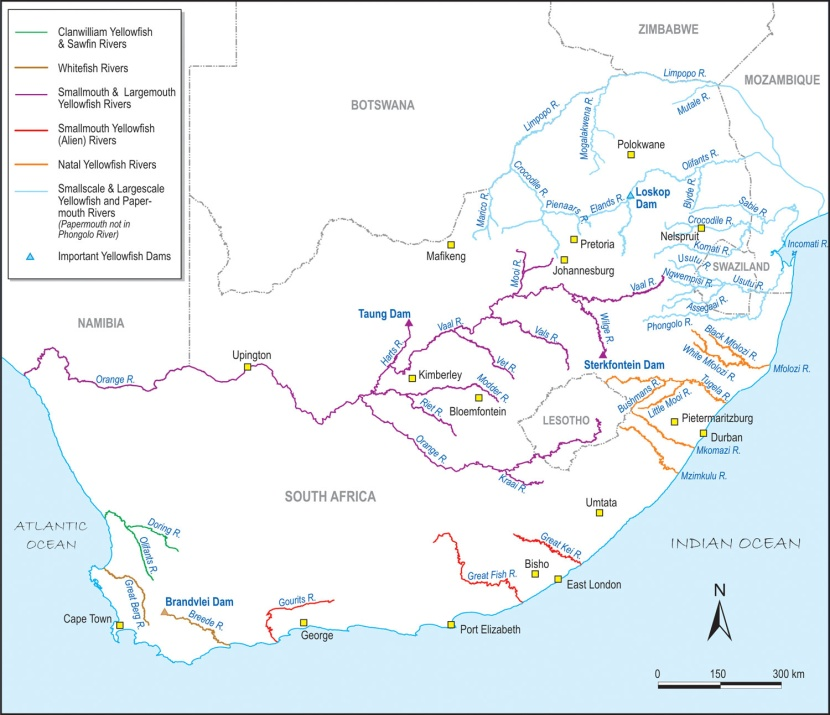 Clanwilliam Yellowfish
& Sawfin Rivers
Whitefish Rivers
Smallmouth & Largemouth
Yellowfish Rivers
Smallmouth Yellowfish
(Alien) Rivers
Natal Yellowfish Rivers
Smallscale & Largescale
Yellowfish and Paper-
mouth Rivers
(Papermouth not in
Phongolo River)
Important Yellowfish Dams
ZIMBABWE
MOZAMBIQUE
BOTSWANA
NAMIBIA
SOUTH AFRICA
LESOTHO
SWAZILAND
ATLANTIC
OCEAN
INDIAN OCEAN
Limpopo R.
Limpopo R.
Mutale R.
Mogalakwena R.
Polokwane
Olifants R.
Crocodile R.
Marico R.
Pienaars R.
Elands R.
Loskop
Dam
Blyde R.
Sabie R.
Crocodile R.
Nelspruit
Komati R.
Incomati R.
Usutu R.
Ngwempisi R.
Usutu R.
Assegaai R.
Phongolo R.
Pretoria
Johannesburg
Mafikeng
Mooi R.
Vaal R.
Wilge R.
Sterkfontein Dam
Taung Dam
Harts R.
Vaal R.
Vals R.
Vet R.
Kimberley
Modder R.
Bloemfontein
Riet R.
Orange R.
Kraai R.
Upington
Orange R.
Black Mfolozi R.
White Mfolozi R.
Mfolozi R.
Tugela R.
Bushmans R.
Little Mooi R.
Pietermaritzburg
Durban
Mkomazi R.
Mzimkulu R.
Umtata
Great Kei R.
Bisho
East London
Great Fish R.
Port Elizabeth
Gourits R.
George
Doring R.
Olifants R.
Great Berg R.
Brandvlei Dam
Breede R.
Cape Town
N
0 150 300 km